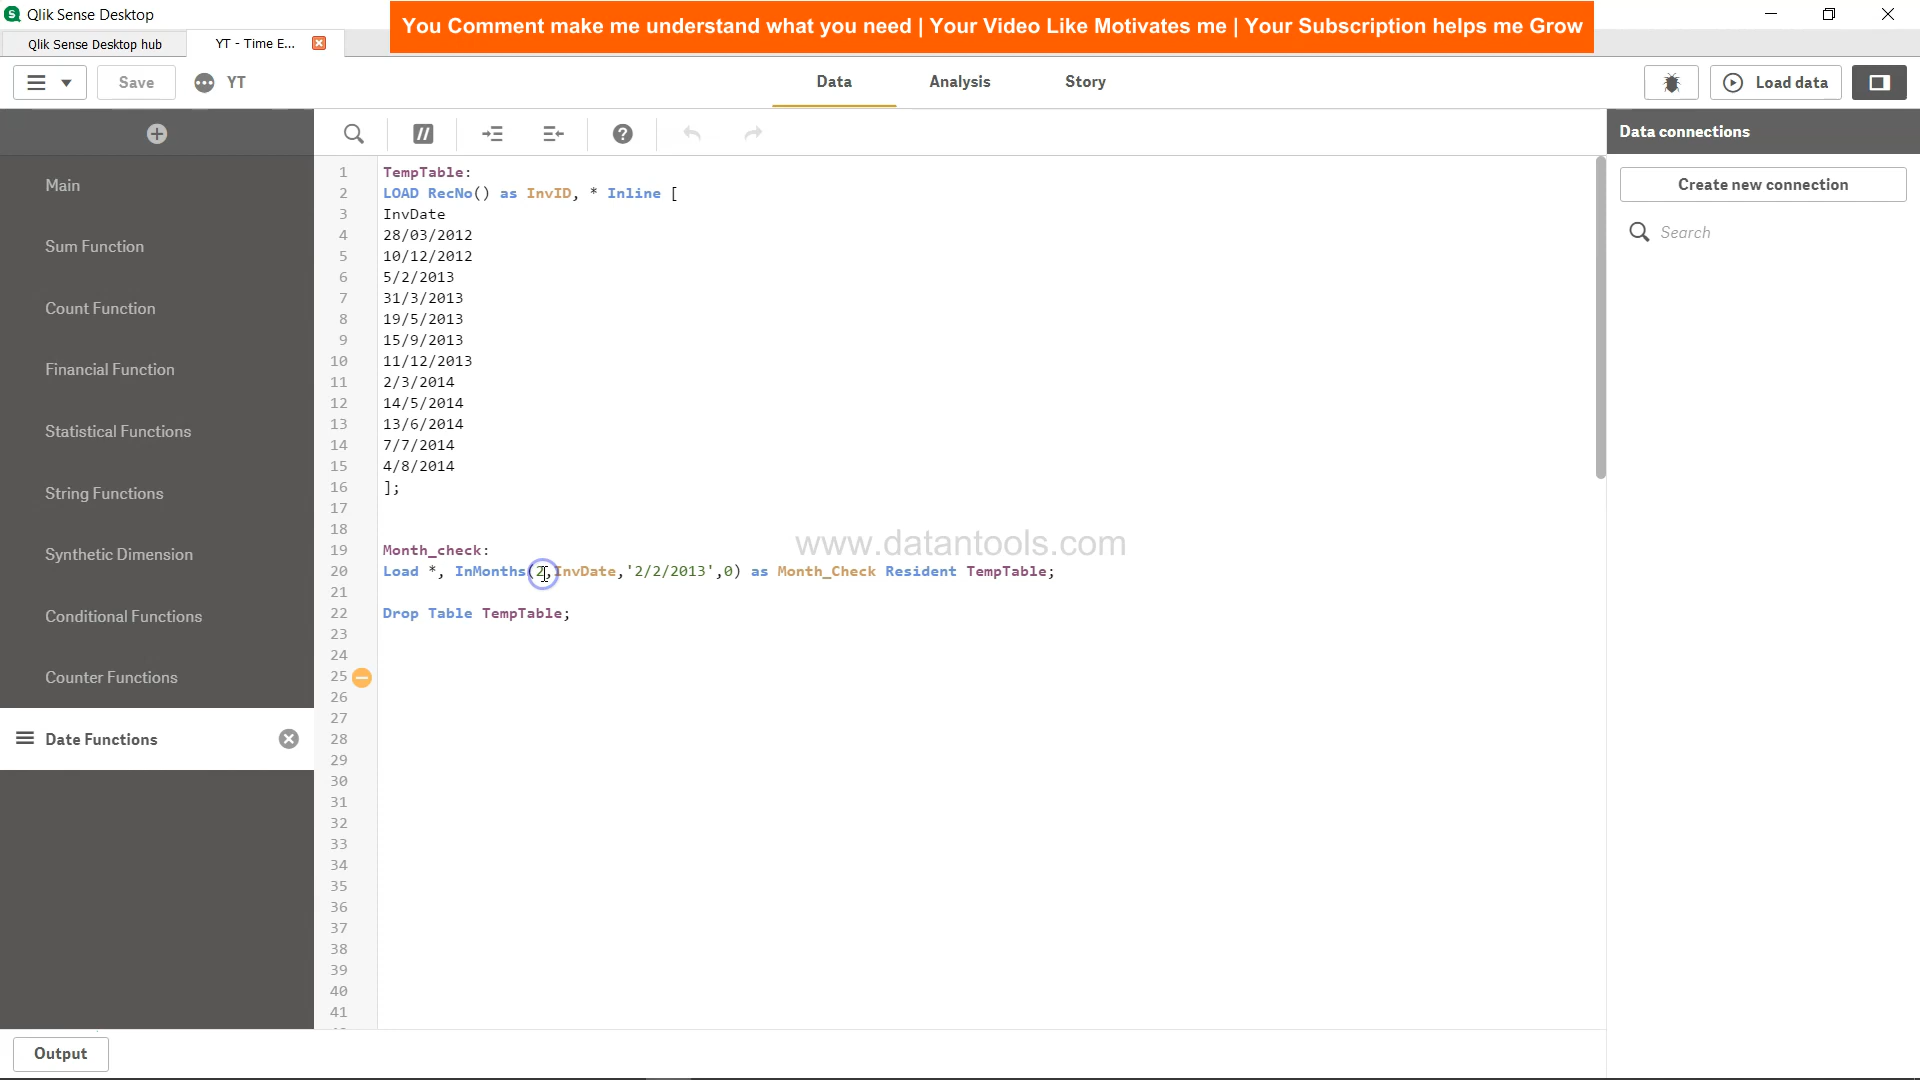 Qlik Sense Desktop
You Comment make me understand what you need | Your Video Like Motivates me | Your Subscription helps me Grow
Qlik Sense Desktop hub
YT - Time E...
Save
YT
Data
Analysis
Story
Load data
Main
Sum Function
Count Function
Financial Function
Statistical Functions
String Functions
Synthetic Dimension
Conditional Functions
Counter Functions
Date Functions
1 TempTable:
2 LOAD RecNo() as InvID, * Inline [
3 InvDate
4 28/03/2012
5 10/12/2012
6 5/2/2013
7 31/3/2013
8 19/5/2013
9 15/9/2013
10 11/12/2013
11 2/3/2014
12 14/5/2014
13 13/6/2014
14 7/7/2014
15 4/8/2014
16 ];
17
18
www.datantools.com
19 Month_check:
20 Load *, InMonths(2,InvDate,'2/2/2013',0) as Month_Check Resident TempTable;
21
22 Drop Table TempTable;
23
24
25
26
27
28
29
30
31
32
33
34
35
36
37
38
39
40
41
Data connections
Create new connection
Search
Output